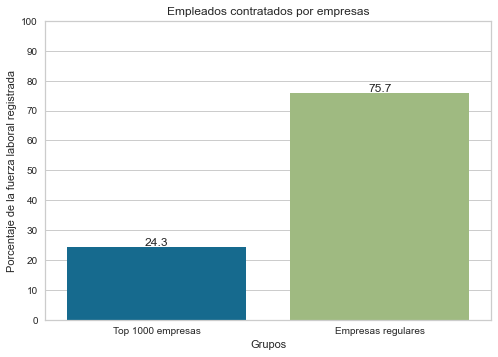 Empleados contratados por empresas
Porcentaje de la fuerza laboral registrada
100
90
80
70
60
50
40
30
20
10
0
24.3
75.7
Top 1000 empresas
Empresas regulares
Grupos